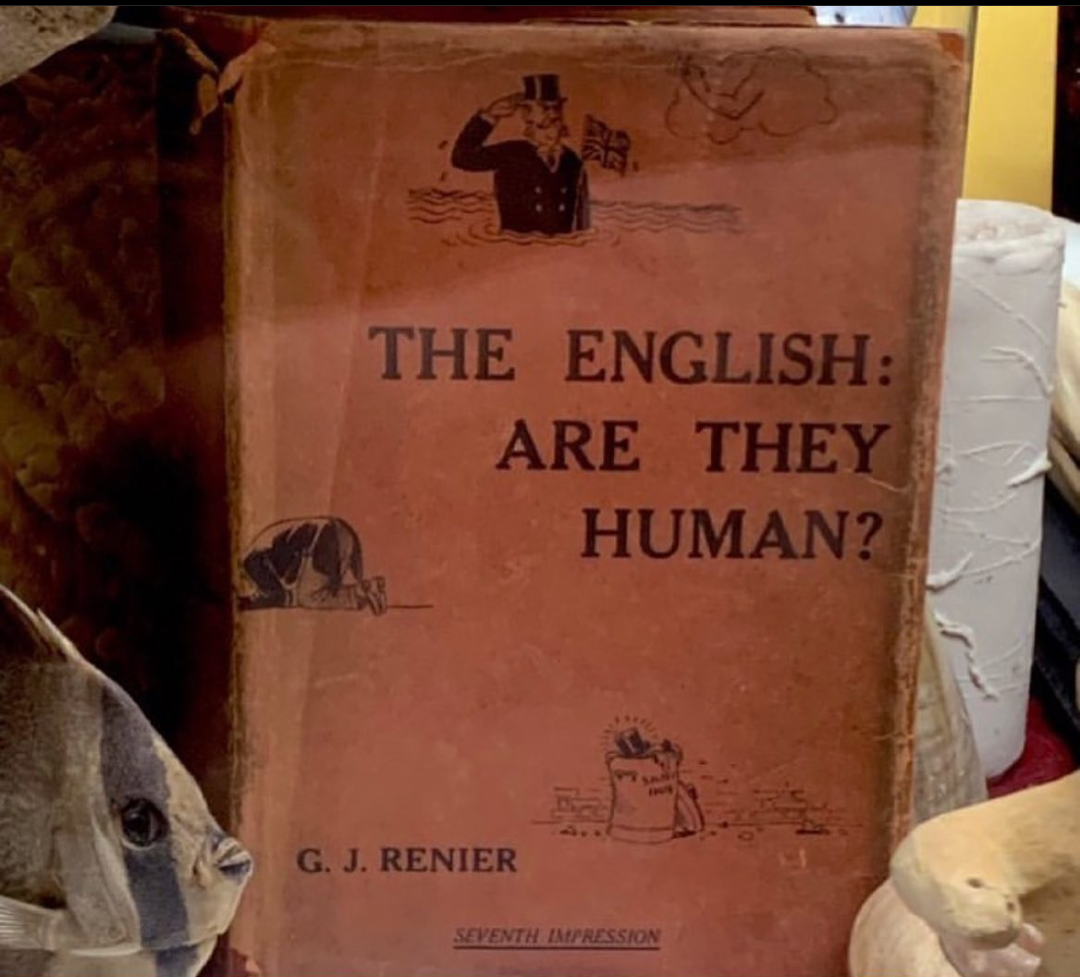 THE ENGLISH:
ARE THEY
HUMAN?
G. J. RENIER
SEVENTH IMPRESSION